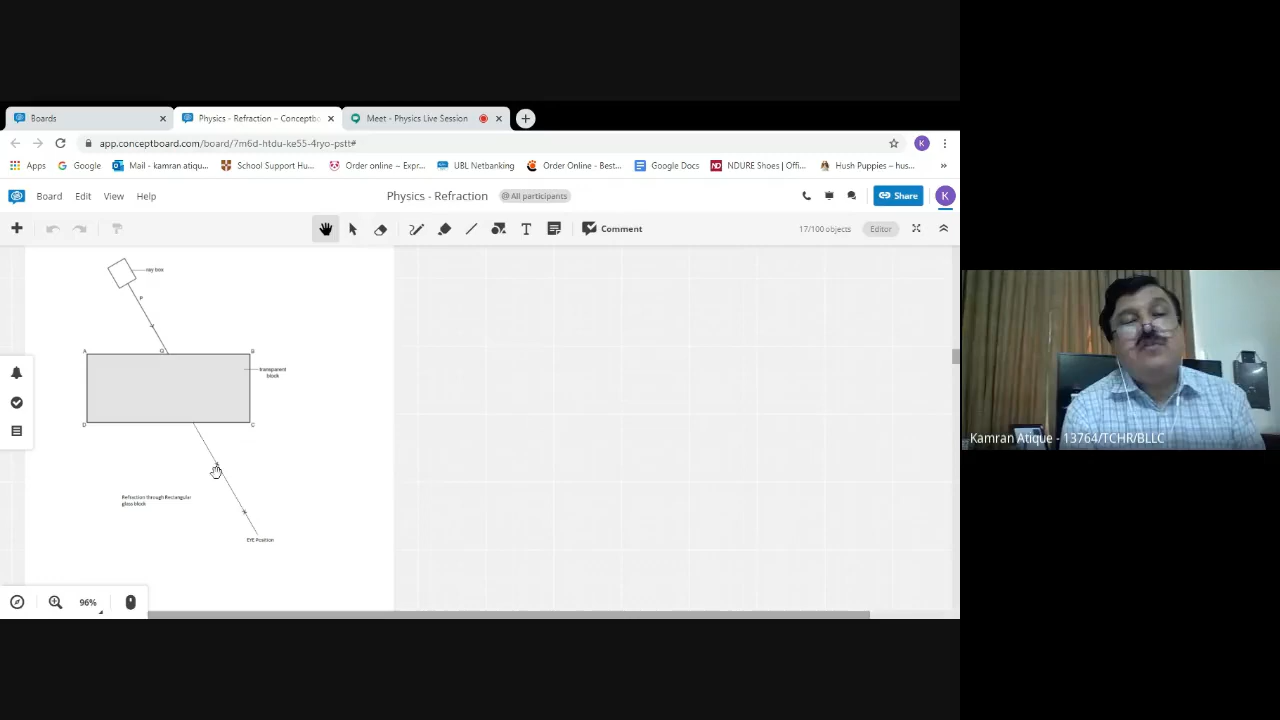 Boards
Physics - Refraction – Conceptb
Meet - Physics Live Session
app.conceptboard.com/board/7m6d-htdu-ke55-4ryo-pstt#
K
Apps
Google
Mail - kamran atique...
School Support Hu...
Order online – Expr...
UBL Netbanking
Order Online - Best...
Google Docs
NDURE Shoes | Offi...
Hush Puppies – hus...
»
Board
Edit
View
Help
Physics - Refraction
@ All participants
Share
K
T
Comment
17/100 objects
Editor
ray box
P
A
Q
B
transparent
block
D
C
Refraction through Rectangular
glass block
EYE Position
96%
Kamran Atique - 13764/TCHR/BLLC